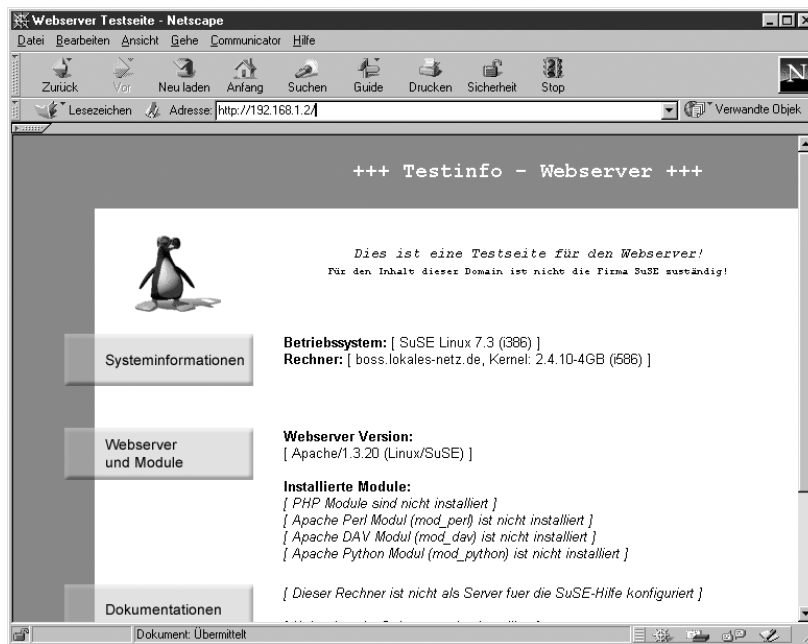 Webserver Testseite - Netscape
Datei Bearbeiten Ansicht Gehe Communicator Hilfe
Zurück Vor Neu laden Anfang Suchen Guide Drucken Sicherheit Stop
N
Lesezeichen Adresse: http://192.168.1.2/ Verwandte Objek
+++ Testinfo - Webserver +++
Dies ist eine Testseite für den Webserver!
Für den Inhalt dieser Domain ist nicht die Firma SuSE zuständig!
Systeminformationen
Betriebssystem: [ SuSE Linux 7.3 (i386) ]
Rechner: [ boss.lokales-netz.de, Kernel: 2.4.10-4GB (i586) ]
Webserver
und Module
Webserver Version:
[ Apache/1.3.20 (Linux/SuSE) ]
Installierte Module:
[ PHP Module sind nicht installiert ]
[ Apache Perl Modul (mod_perl) ist nicht installiert ]
[ Apache DAV Modul (mod_dav) ist nicht installiert ]
[ Apache Python Modul (mod_python) ist nicht installiert ]
Dokumentationen
[ Dieser Rechner ist nicht als Server fuer die SuSE-Hilfe konfiguriert ]
Dokument: Übermittelt